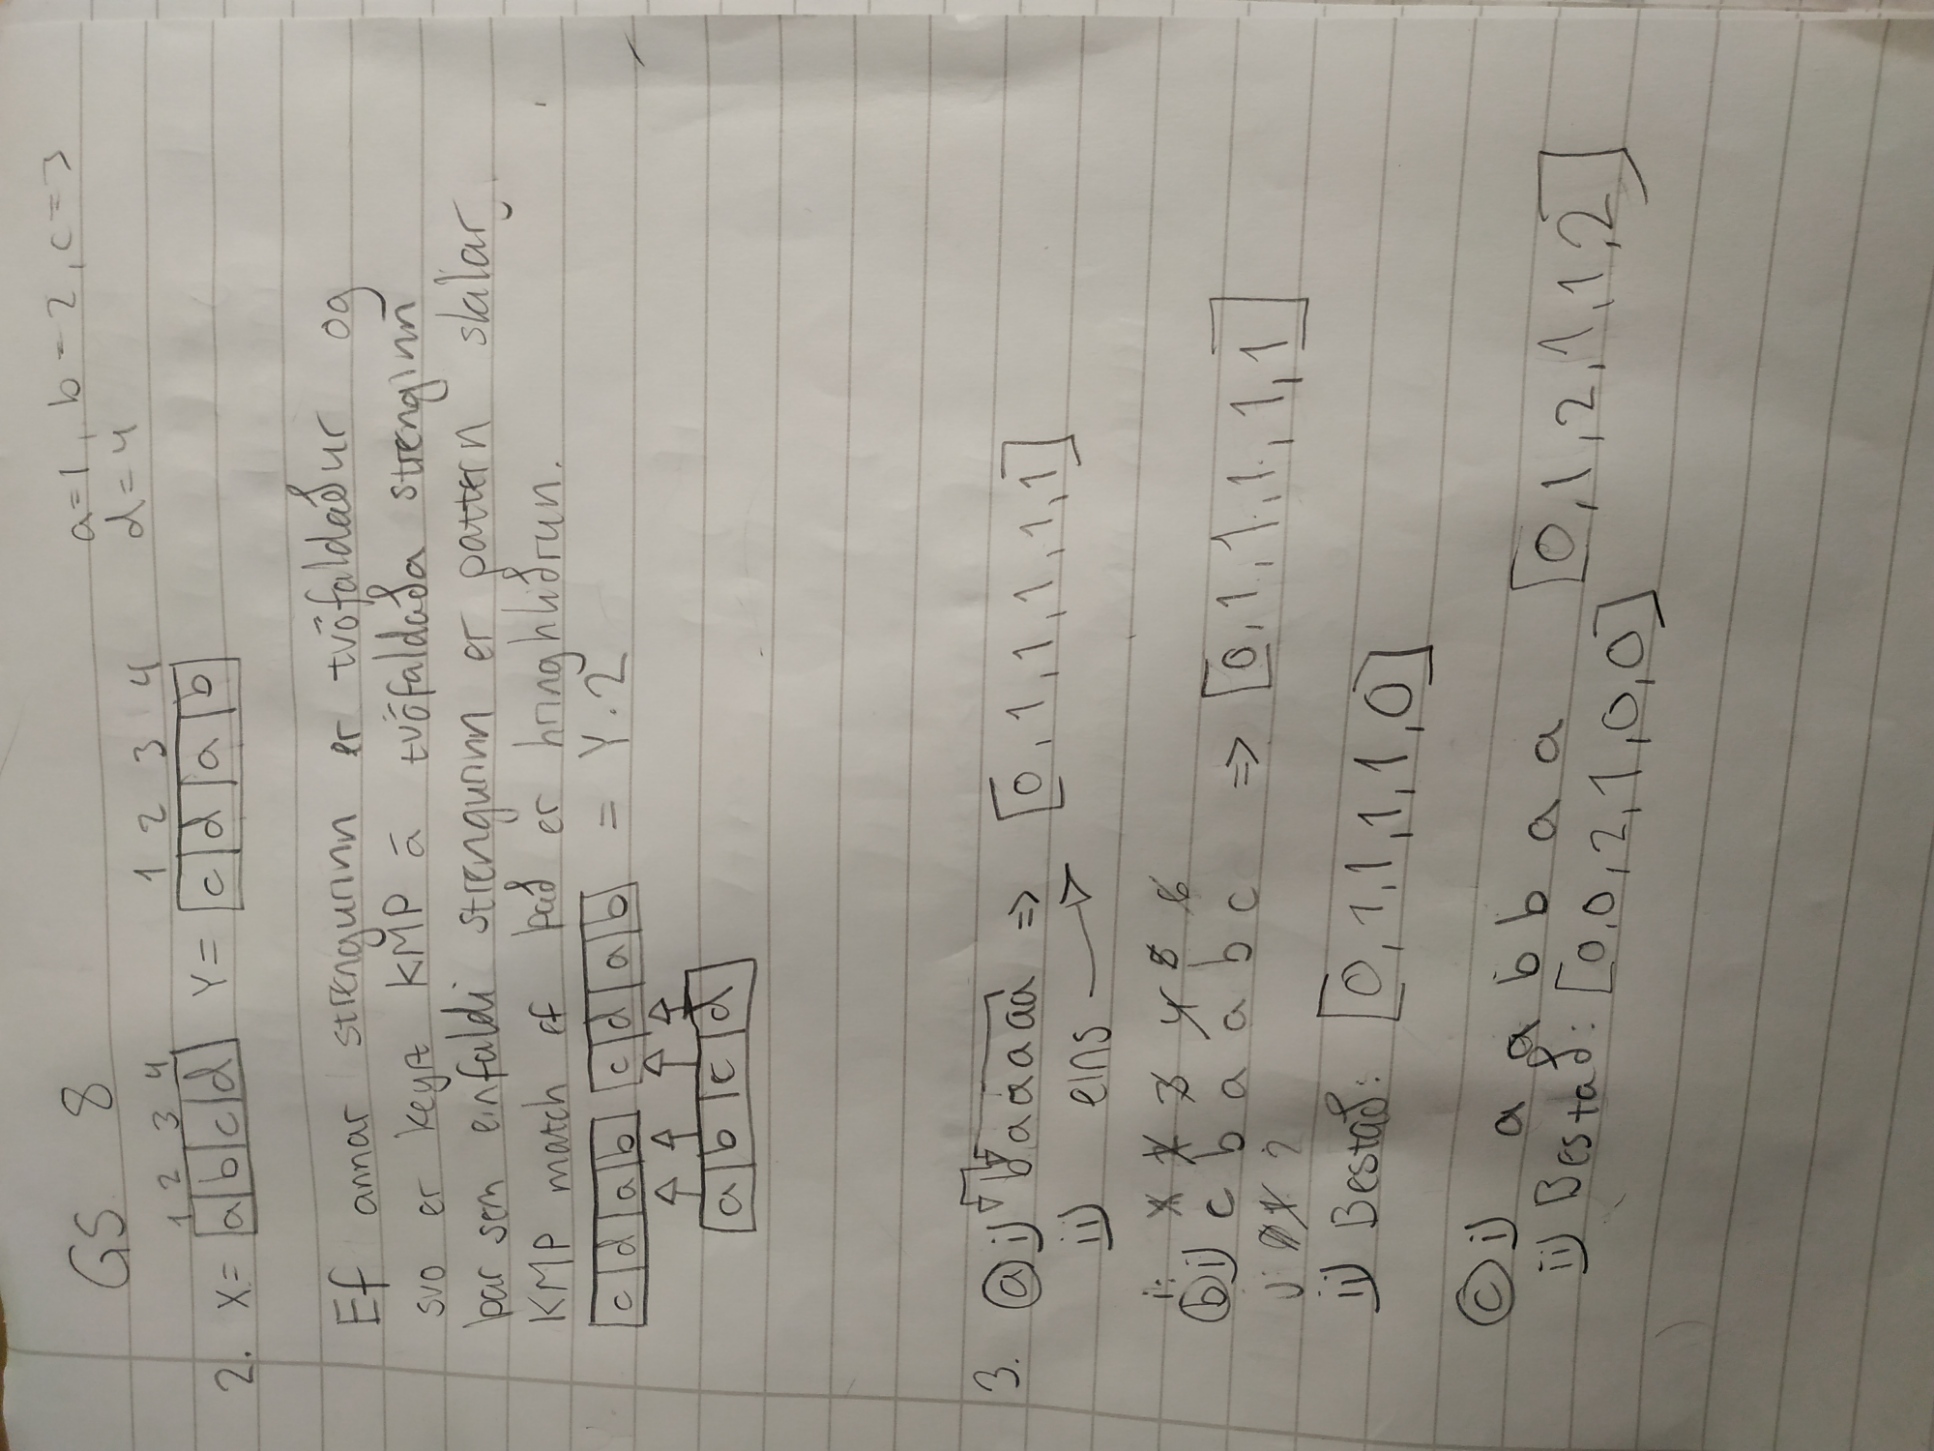 GS 8
a=1, b=2, c=3
d=4
1 2 3 4 1 2 3 4
2. X= a b c d Y= c d a b
Ef annar strengurinn er tvöfaldaður og
svo er keyrt KMP á tvöfaldaða strenginn
þar sem einfaldi strengurinn er pattern skalar
KMP match ef það er hringhliðrun.
c d a b c d a b = Y·2
a b c d
3. a i) b a a a a a => [0, 1, 1, 1, 1, 1]
ii) eins
i: 1 2 3 4 5 6
b i) c b a a b c => [0, 1, 1, 1, 1, 1]
j: 0 1 2
ii) Bestað: [0, 1, 1, 1, 1, 0]
c i) a a b b a a [0, 1, 2, 1, 1, 2]
ii) Bestað: [0, 0, 2, 1, 0, 0]